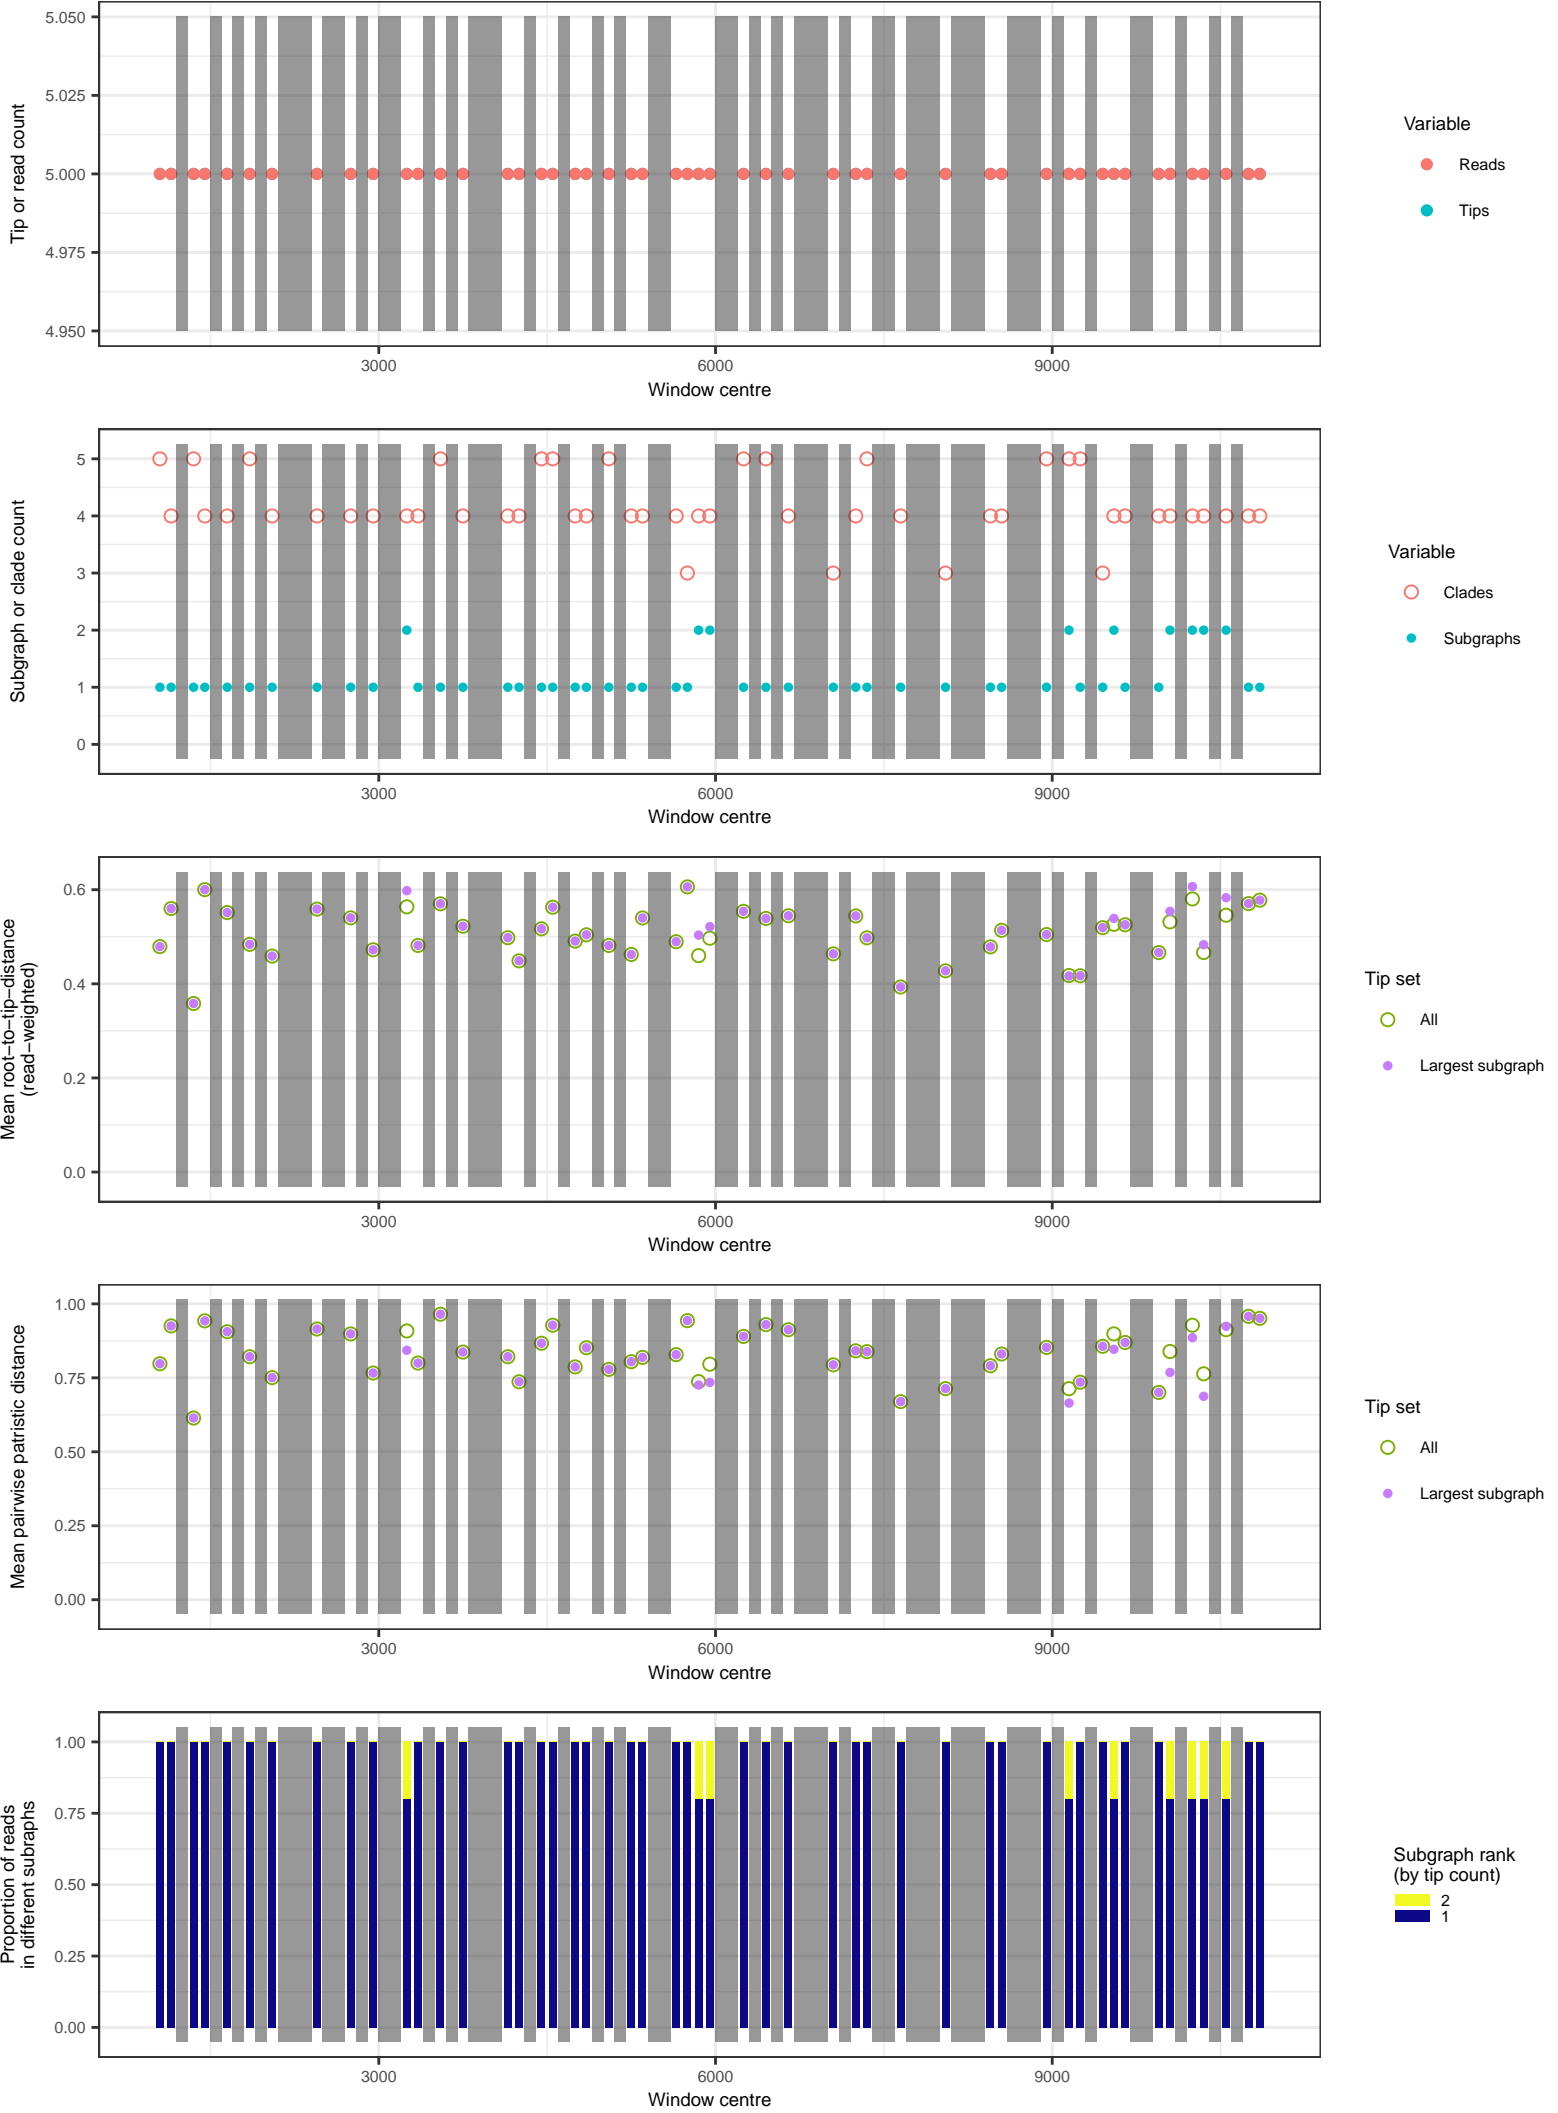 5.050
5.025
5.000
4.975
4.950
Tip or read count
3000
6000
9000
Window centre
Variable
Reads
Tips
5
4
3
2
1
0
Subgraph or clade count
3000
6000
9000
Window centre
Variable
Clades
Subgraphs
0.6
0.4
0.2
0.0
Mean root−to−tip−distance
(read−weighted)
3000
6000
9000
Window centre
Tip set
All
Largest subgraph
1.00
0.75
0.50
0.25
0.00
Mean pairwise patristic distance
3000
6000
9000
Window centre
Tip set
All
Largest subgraph
1.00
0.75
0.50
0.25
0.00
Proportion of reads
in different subraphs
3000
6000
9000
Window centre
Subgraph rank
(by tip count)
2
1